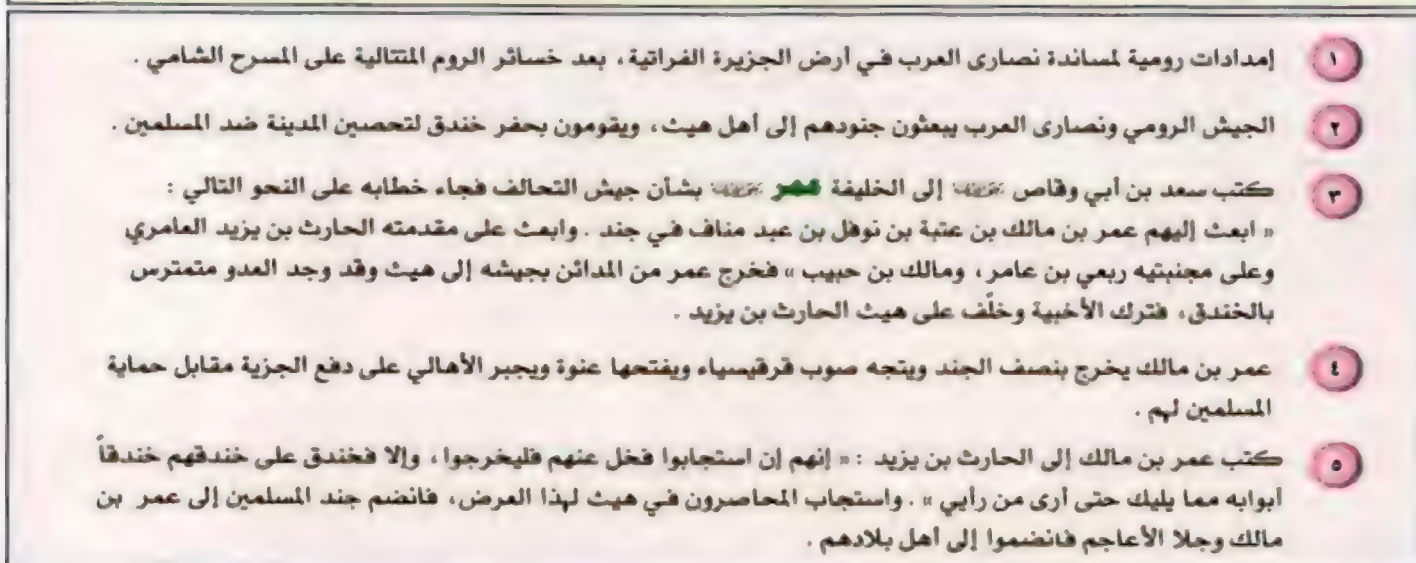 ١ إمدادات رومية لمساندة نصارى العرب في أرض الجزيرة الفراتية، بعد خسائر الروم المتتالية على المسرح الشامي .
٢ الجيش الرومي ونصارى العرب يبعثون جنودهم إلى أهل هيت، ويقومون بحفر خندق لتحصين المدينة ضد المسلمين .
٣ كتب سعد بن أبي وقاص إلى الخليفة عمر بشأن جيش التحالف فجاء خطابه على النحو التالي :
« ابعث إليهم عمر بن مالك بن عتبة بن نوفل بن عبد مناف في جند . وابعث على مقدمته الحارث بن يزيد العامري
وعلى مجنبتيه ربعي بن عامر، ومالك بن حبيب » فخرج عمر من المدائن بجيشه إلى هيت وقد وجد العدو متمترس
بالخندق، فترك الأخبية وخلّف على هيت الحارث بن يزيد .
٤ عمر بن مالك يخرج بنصف الجند ويتجه صوب قرقيسياء ويفتحها عنوة ويجبر الأهالي على دفع الجزية مقابل حماية
المسلمين لهم .
٥ كتب عمر بن مالك إلى الحارث بن يزيد : « إنهم إن استجابوا فخل عنهم فليخرجوا، وإلا فخندق على خندقهم خندقاً
أبوابه مما يليك حتى أرى من رأيي » . واستجاب المحاصرون في هيت لهذا العرض، فانضم جند المسلمين إلى عمر بن
مالك وجلا الأعاجم فانضموا إلى أهل بلادهم .